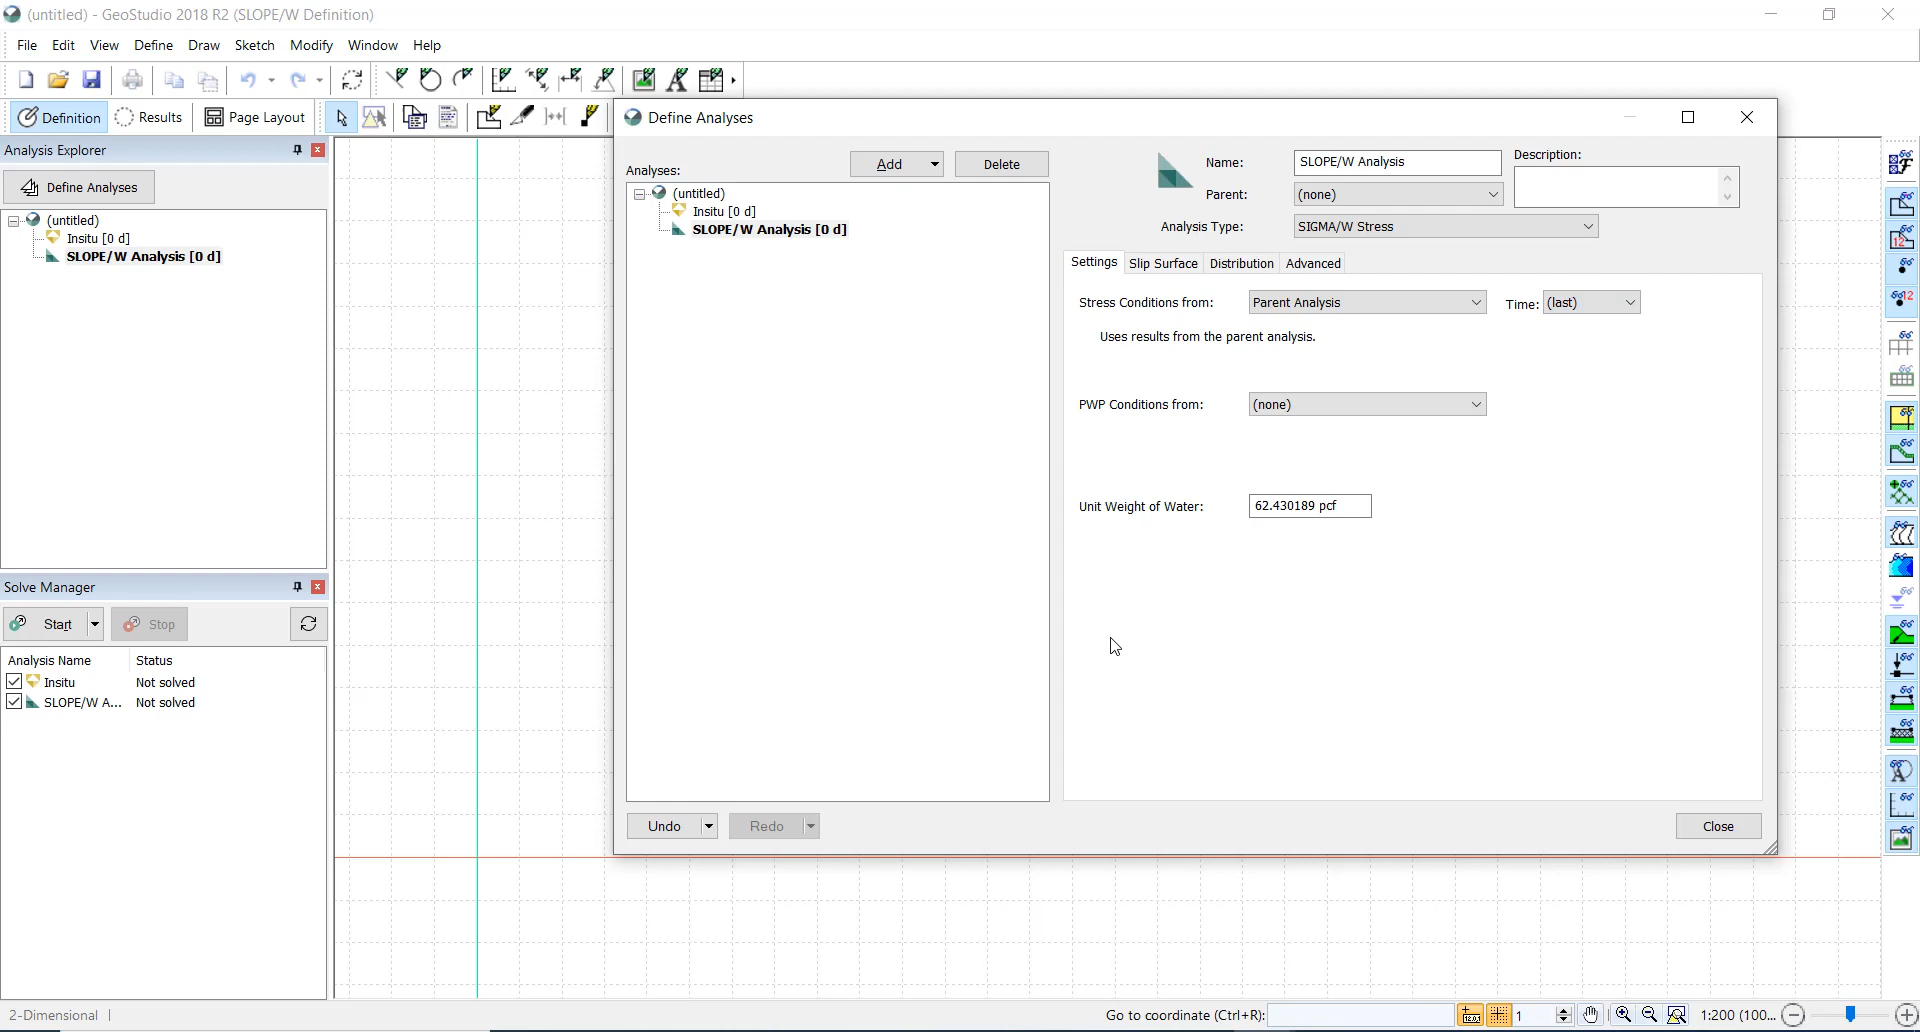 (untitled) - GeoStudio 2018 R2 (SLOPE/W Definition)
File Edit View Define Draw Sketch Modify Window Help
Definition Results Page Layout
Analysis Explorer
Define Analyses
(untitled)
Insitu [0 d]
SLOPE/W Analysis [0 d]
Solve Manager
Start Stop
Analysis Name Status
Insitu Not solved
SLOPE/W A... Not solved
Define Analyses
Analyses: Add Delete
(untitled)
Insitu [0 d]
SLOPE/W Analysis [0 d]
Name: SLOPE/W Analysis Description:
Parent: (none)
Analysis Type: SIGMA/W Stress
Settings Slip Surface Distribution Advanced
Stress Conditions from: Parent Analysis Time: (last)
Uses results from the parent analysis.
PWP Conditions from: (none)
Unit Weight of Water: 62.430189 pcf
Undo Redo Close
2-Dimensional
Go to coordinate (Ctrl+R): 1 1:200 (100...